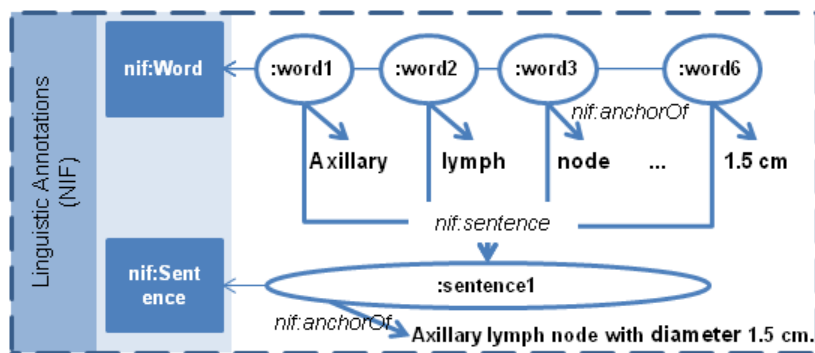 Linguistic Annotations
(NIF)
nif:Word
:word1
:word2
:word3
:word6
nif:anchorOf
Axillary
lymph
node
...
1.5 cm
nif:sentence
nif:Sent
ence
:sentence1
nif:anchorOf
Axillary lymph node with diameter 1.5 cm.